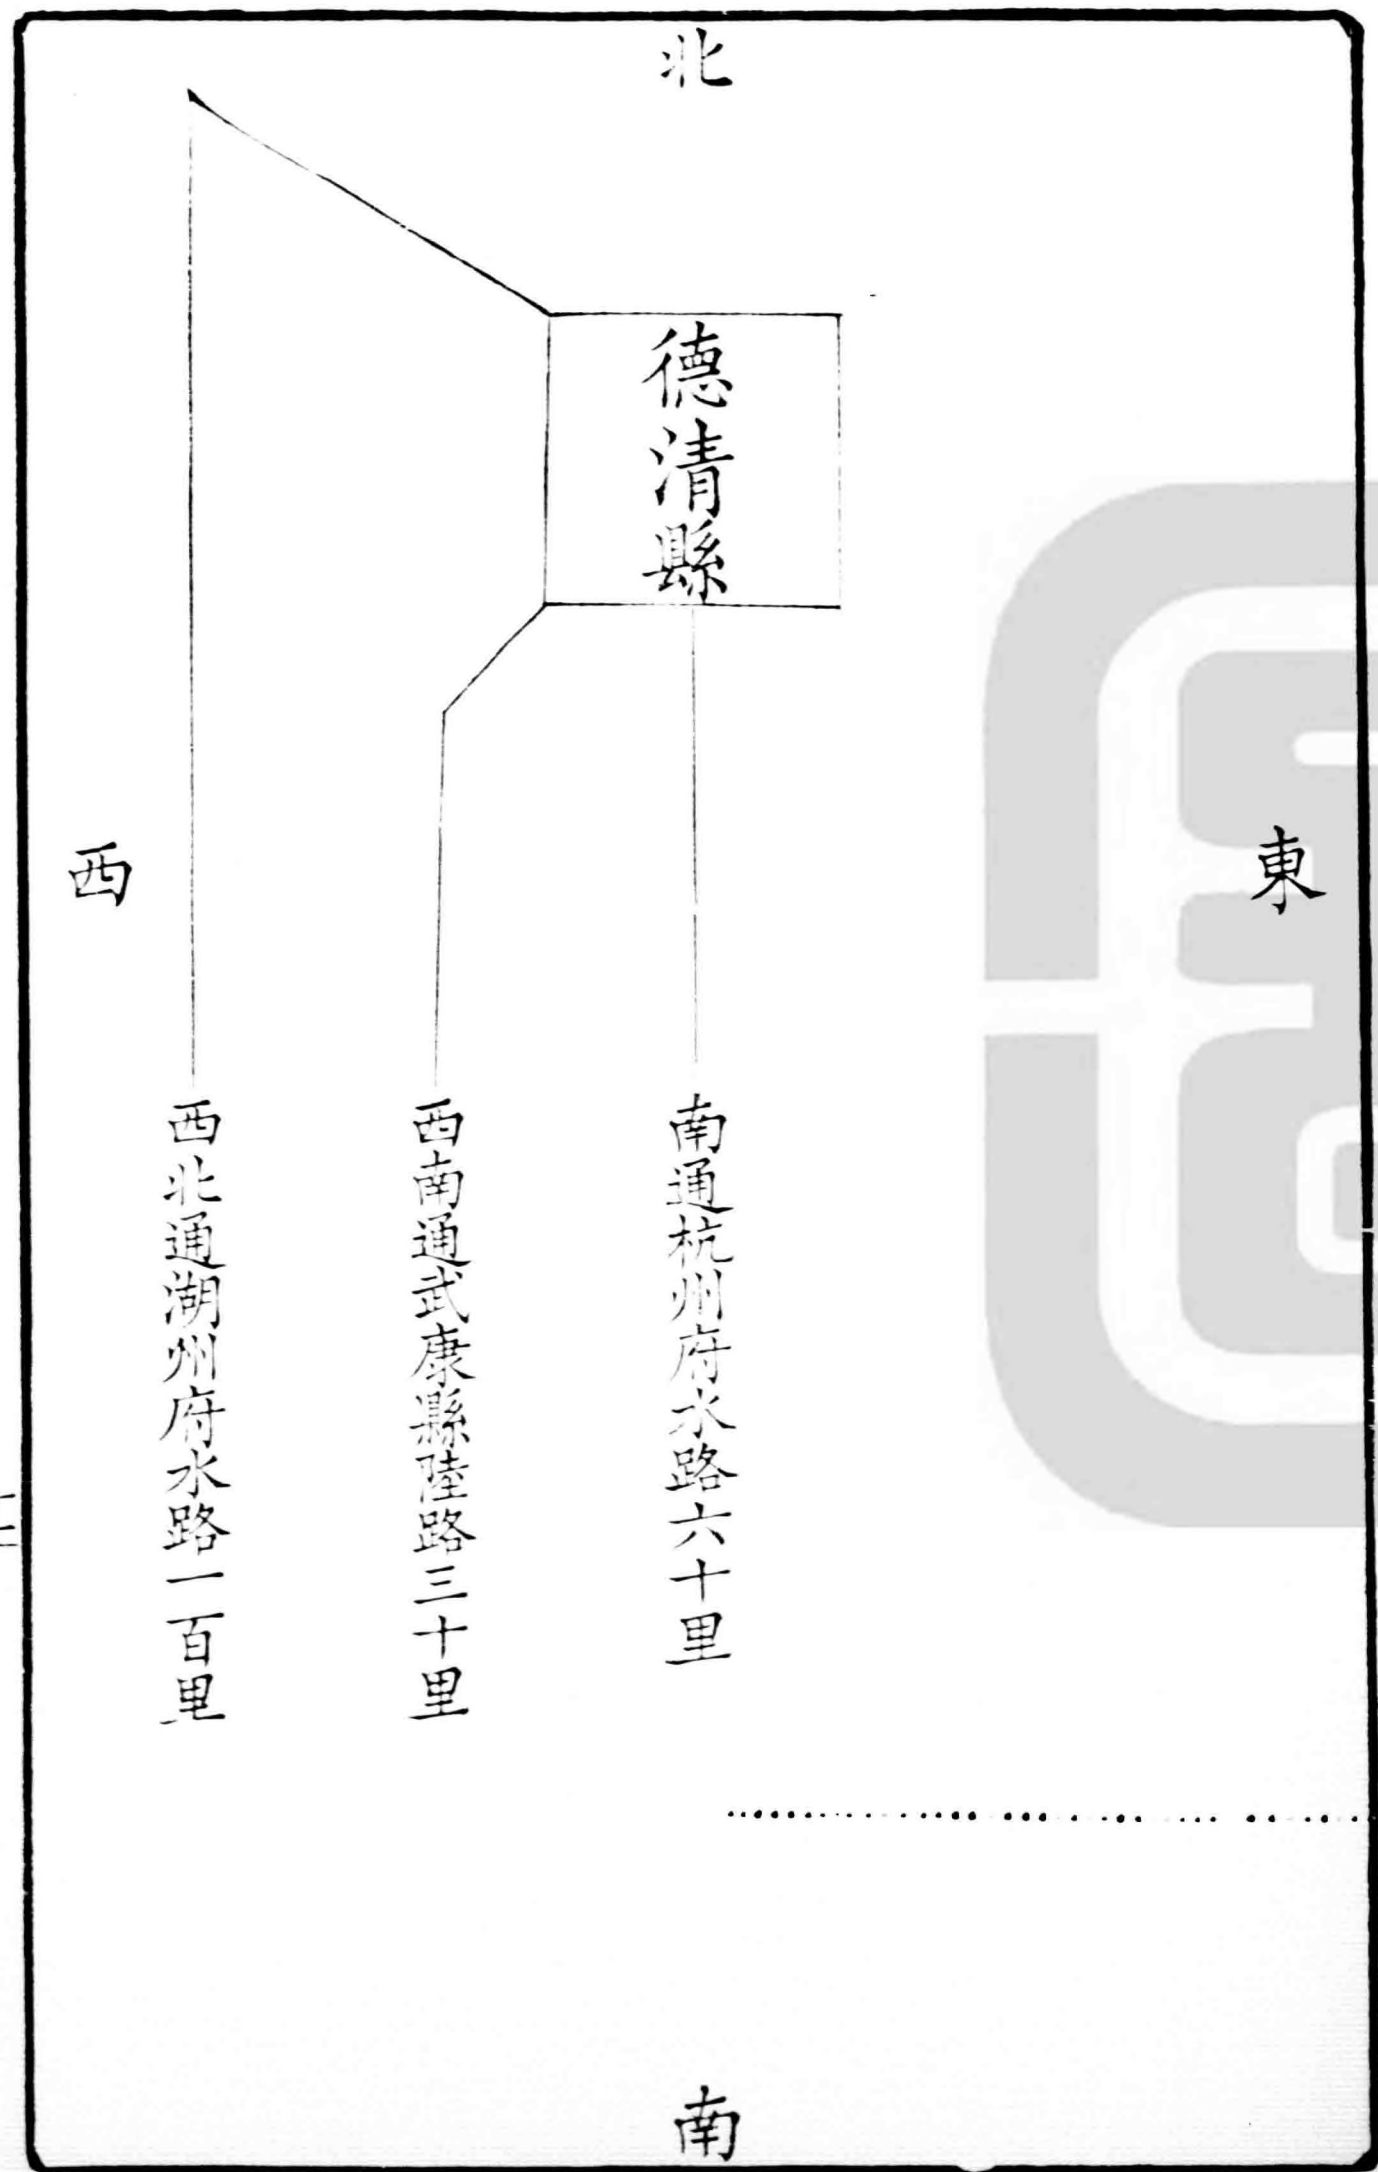 北
德清縣
東
西
南通杭州府水路六十里
西南通武康縣陸路三十里
西北通湖州府水路一百里
南